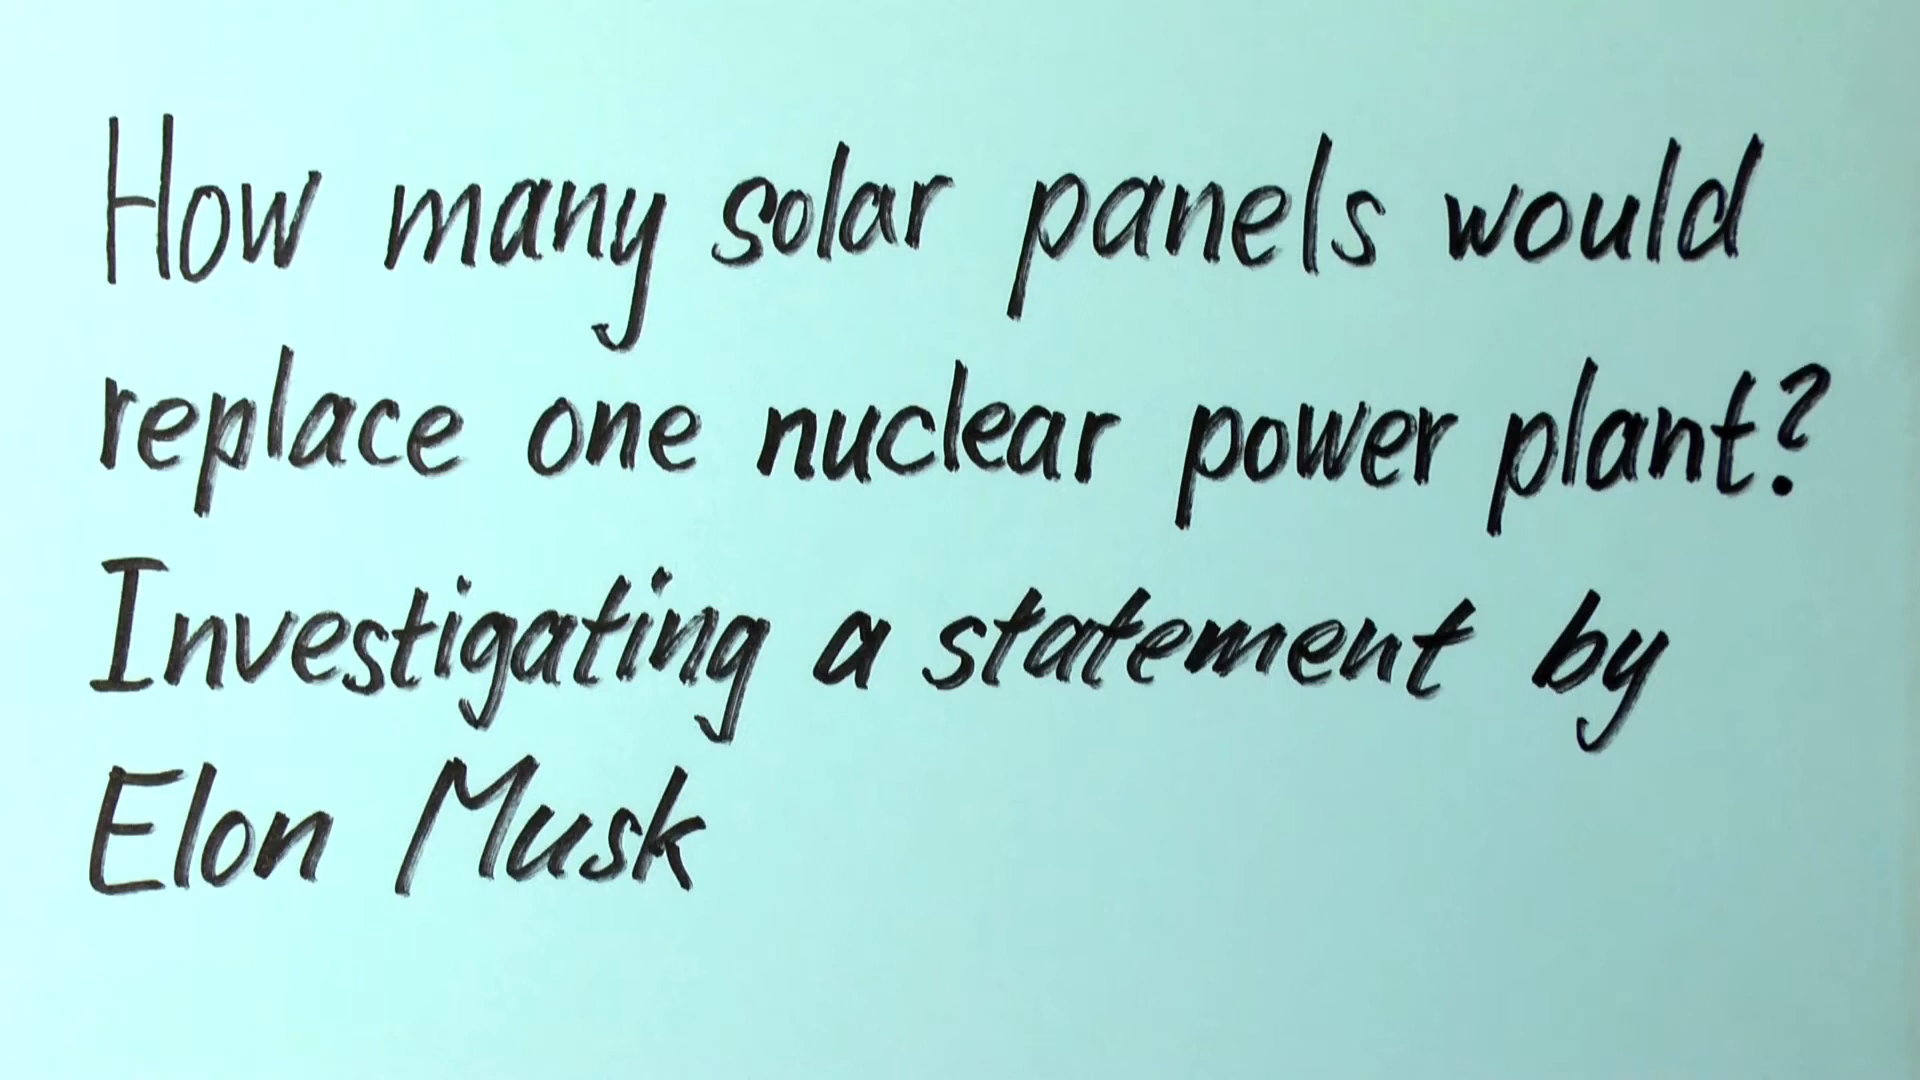 How many solar panels would
replace one nuclear power plant?
Investigating a statement by
Elon Musk